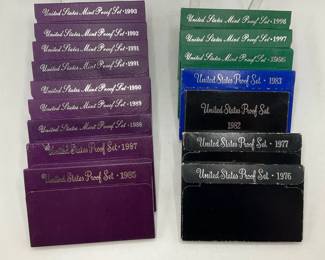 United States Mint Proof Set · 1993
United States Mint Proof Set · 1992
United States Mint Proof Set · 1991
United States Mint Proof Set · 1991
United States Mint Proof Set · 1990
United States Mint Proof Set · 1989
United States Mint Proof Set · 1988
United States Proof Set · 1987
United States Proof Set · 1985
United States Mint Proof Set · 1998
United States Mint Proof Set · 1997
United States Mint Proof Set · 1996
United States Proof Set · 1983
United States Proof Set
1982
United States Proof Set · 1977
United States Proof Set · 1976